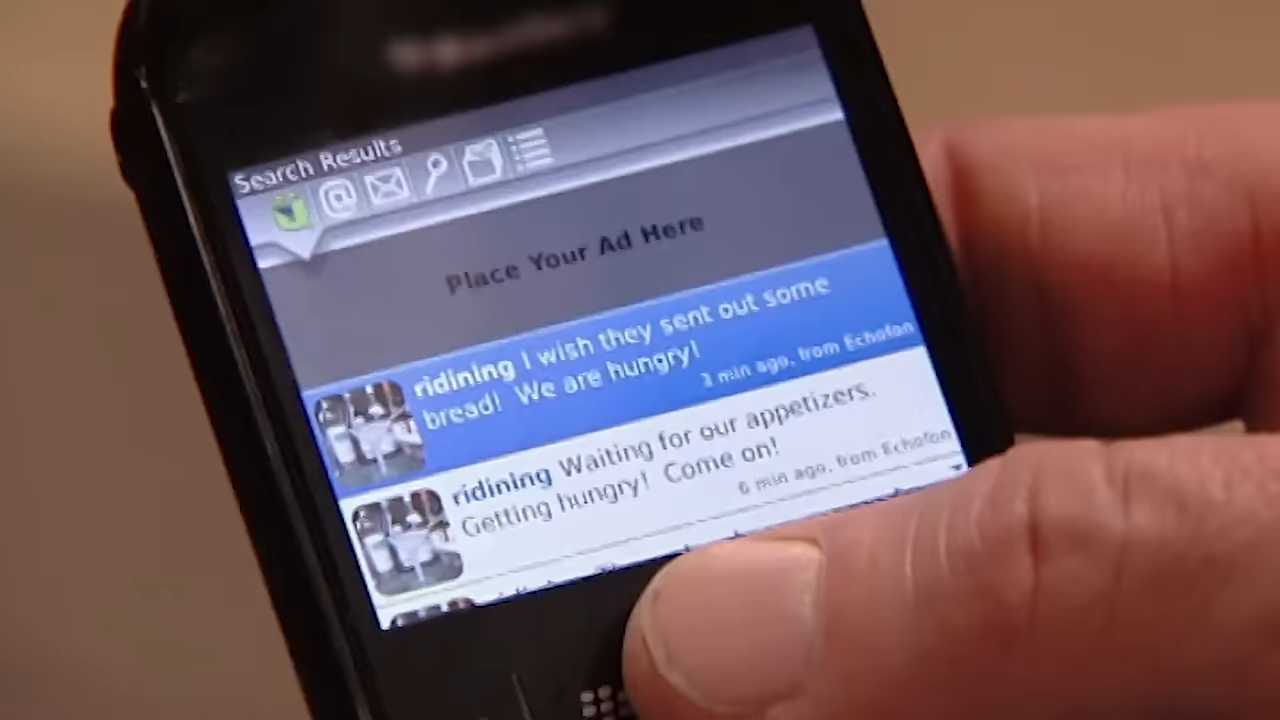 Search Results
Place Your Ad Here
ridining I wish they sent out some
bread! We are hungry!
3 min ago, from Echofon
ridining Waiting for our appetizers.
Getting hungry! Come on!
6 min ago, from Echofon